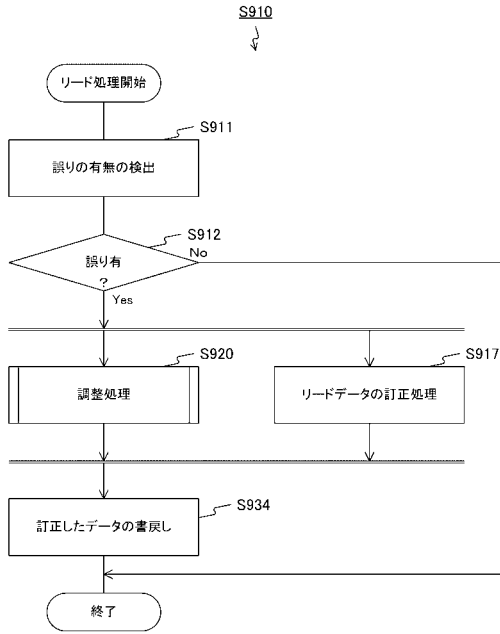 S910
リード処理開始
S911
誤りの有無の検出
S912
誤り有
?
No
Yes
S920
調整処理
S917
リードデータの訂正処理
S934
訂正したデータの書戻し
終了